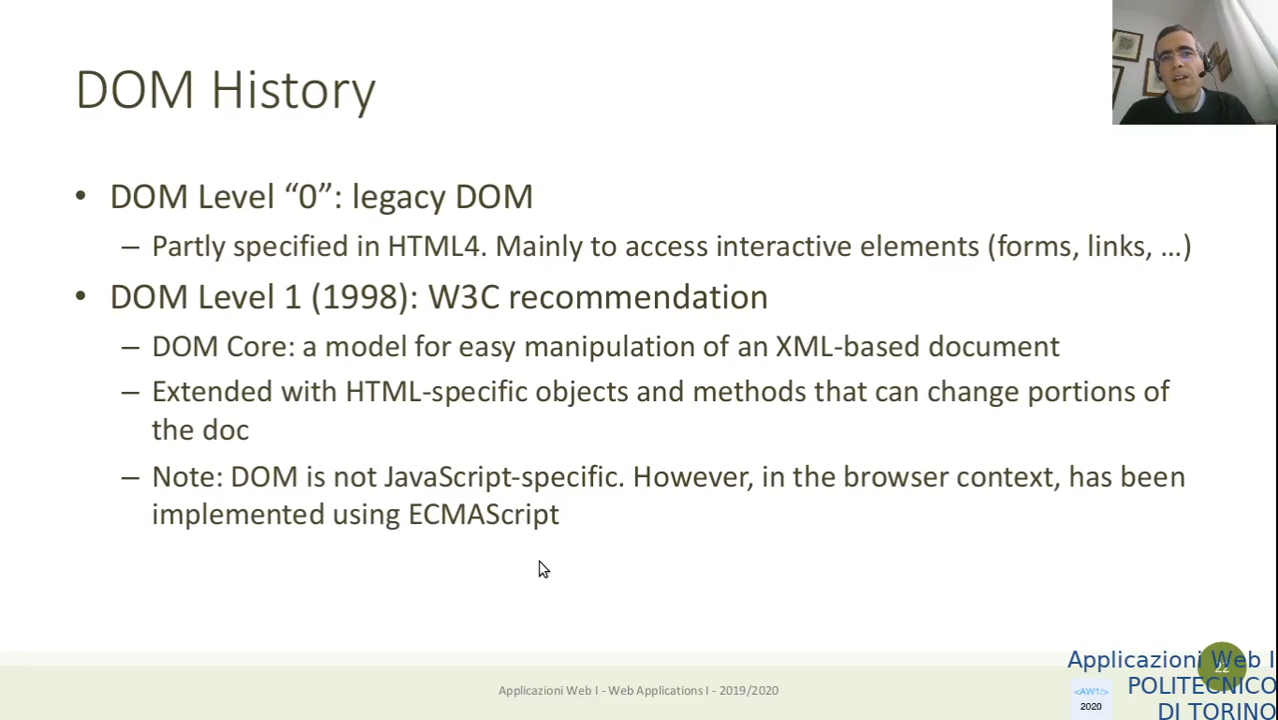 DOM History
• DOM Level “0”: legacy DOM
– Partly specified in HTML4. Mainly to access interactive elements (forms, links, …)
• DOM Level 1 (1998): W3C recommendation
– DOM Core: a model for easy manipulation of an XML-based document
– Extended with HTML-specific objects and methods that can change portions of
the doc
– Note: DOM is not JavaScript-specific. However, in the browser context, has been
implemented using ECMAScript
Applicazioni Web I - Web Applications I - 2019/2020
22
Applicazioni Web I
POLITECNICO
DI TORINO
<AW1/>
2020